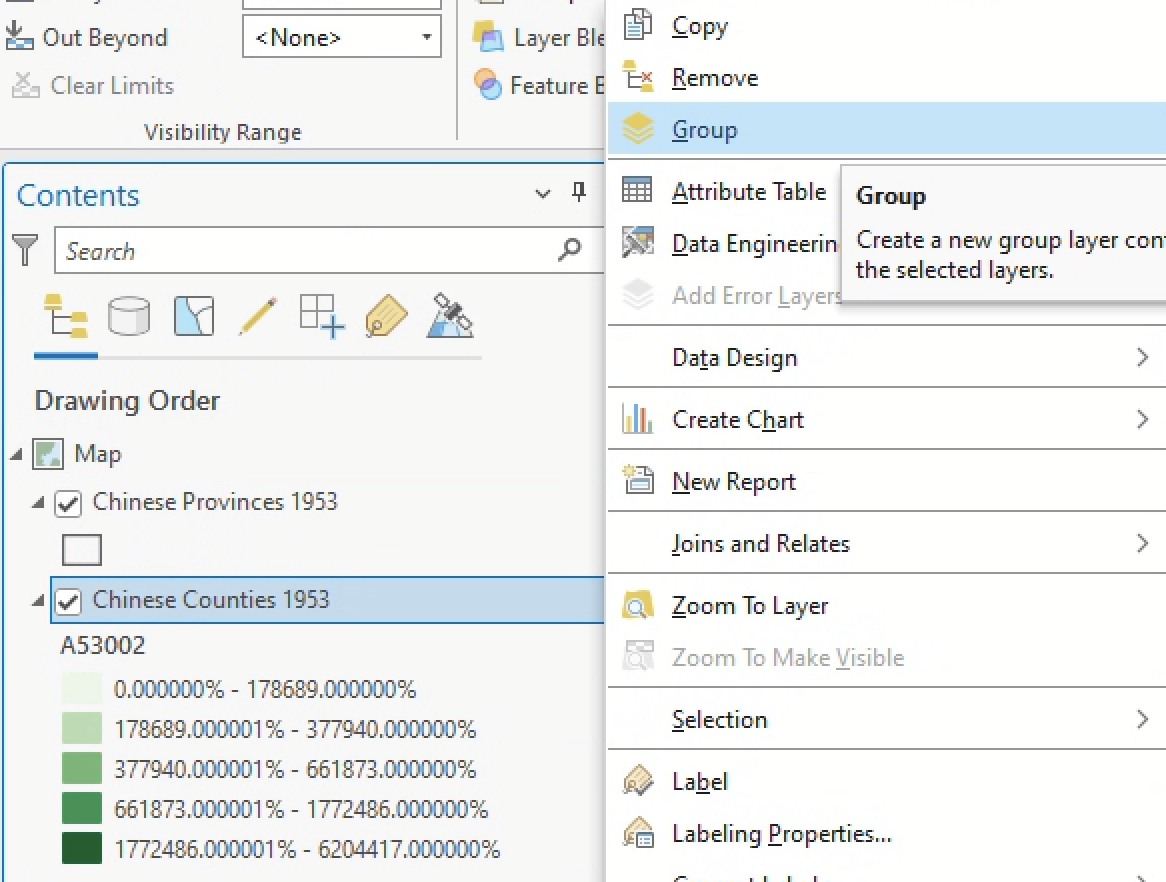 Out Beyond
<None>
Layer Ble
Clear Limits
Feature
Visibility Range
Contents
Search
Drawing Order
Map
Chinese Provinces 1953
Chinese Counties 1953
A53002
0.000000% - 178689.000000%
178689.000001% - 377940.000000%
377940.000001% - 661873.000000%
661873.000001% - 1772486.000000%
1772486.000001% - 6204417.000000%
Copy
Remove
Group
Attribute Table
Data Engineerin
Add Error Layers
Group
Create a new group layer con
the selected layers.
Data Design
Create Chart
New Report
Joins and Relates
Zoom To Layer
Zoom To Make Visible
Selection
Label
Labeling Properties...